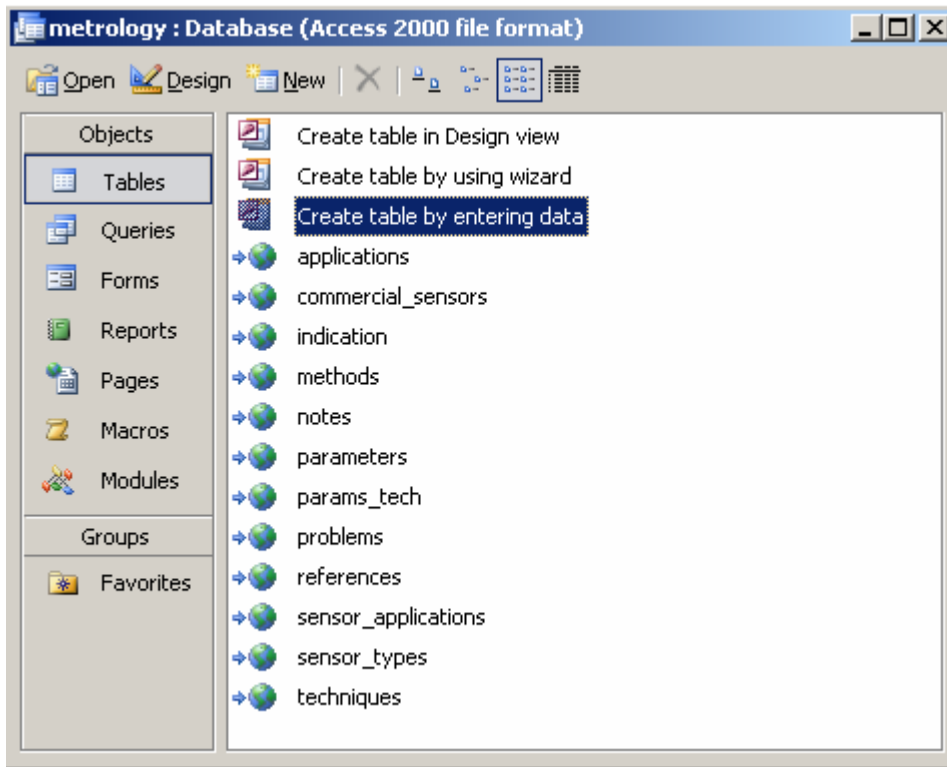 metrology : Database (Access 2000 file format)
Open Design New
Objects
Tables
Queries
Forms
Reports
Pages
Macros
Modules
Groups
Favorites
Create table in Design view
Create table by using wizard
Create table by entering data
applications
commercial_sensors
indication
methods
notes
parameters
params_tech
problems
references
sensor_applications
sensor_types
techniques